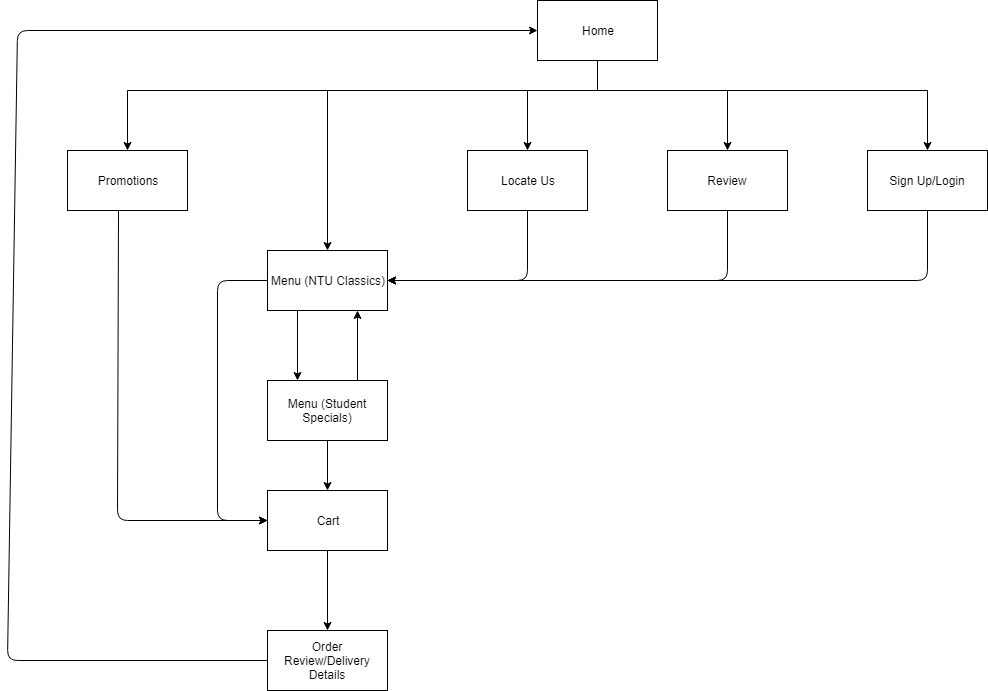 Home
Promotions
Locate Us
Review
Sign Up/Login
Menu (NTU Classics)
Menu (Student
Specials)
Cart
Order
Review/Delivery
Details